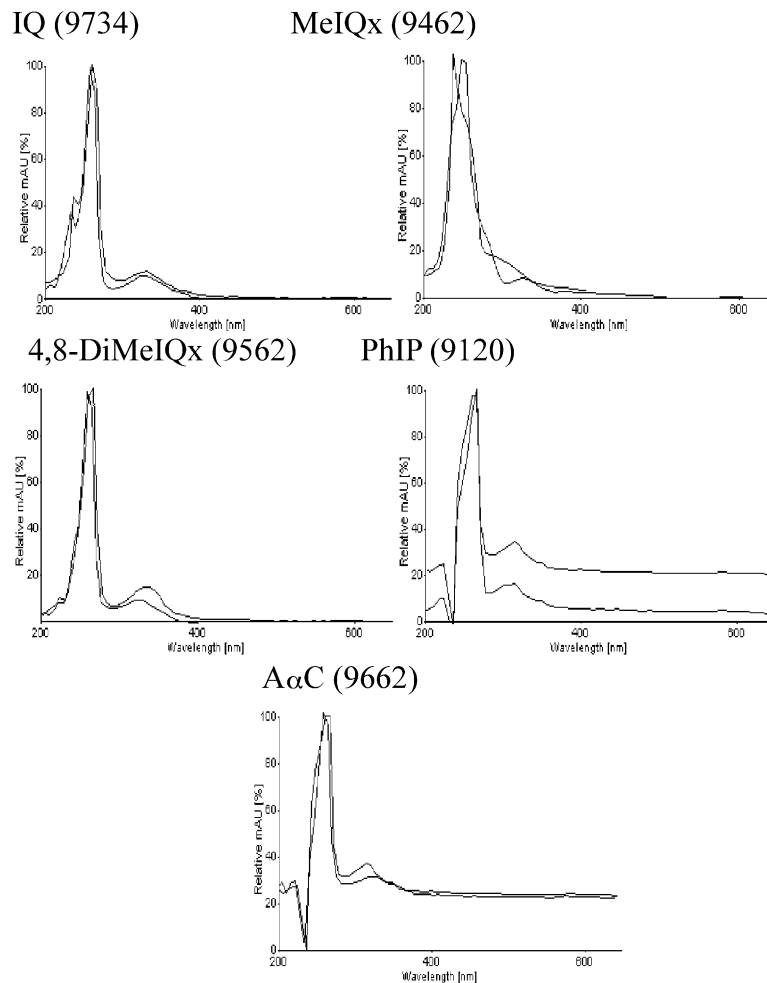 IQ (9734)
MeIQx (9462)
Relative mAU [%]
100
80
60
40
20
0
200
400
600
Wavelength [nm]
Relative mAU [%]
100
80
60
40
20
0
200
400
600
Wavelength [nm]
4,8-DiMeIQx (9562)
PhIP (9120)
Relative mAU [%]
100
80
60
40
20
200
400
600
Wavelength [nm]
Relative mAU [%]
100
80
60
40
20
0
200
400
600
Wavelength [nm]
AαC (9662)
Relative mAU [%]
100
80
60
40
20
0
200
400
600
Wavelength [nm]